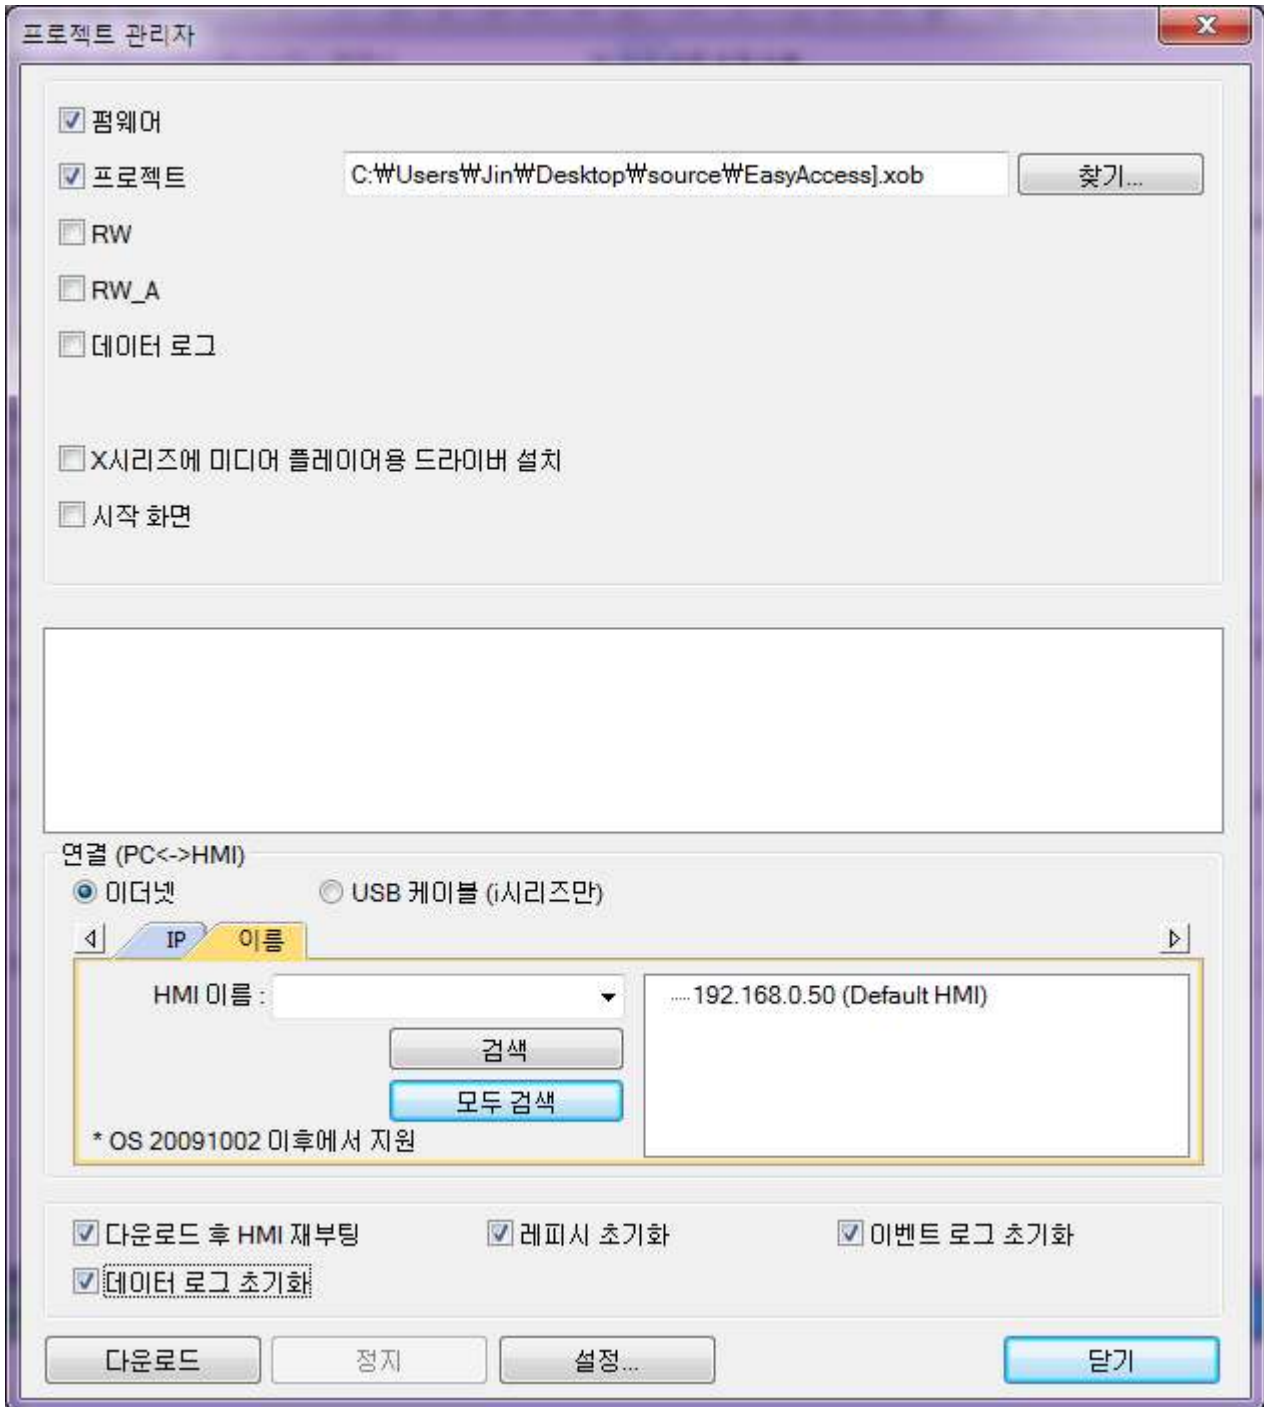 프로젝트 관리자
펌웨어
프로젝트 C:₩Users₩Jin₩Desktop₩source₩EasyAccess].xob 찾기...
RW
RW_A
데이터 로그
X시리즈에 미디어 플레이어용 드라이버 설치
시작 화면
연결 (PC<->HMI)
이더넷 USB 케이블 (i시리즈만)
IP 이름
HMI 이름 : 192.168.0.50 (Default HMI)
검색
모두 검색
* OS 20091002 이후에서 지원
다운로드 후 HMI 재부팅 레피시 초기화 이벤트 로그 초기화
데이터 로그 초기화
다운로드 정지 설정... 닫기